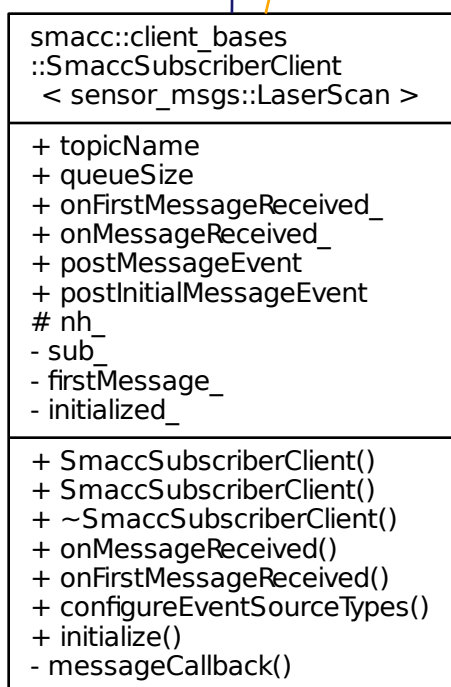 smacc::client_bases
::SmaccSubscriberClient
< sensor_msgs::LaserScan >
+ topicName
+ queueSize
+ onFirstMessageReceived_
+ onMessageReceived_
+ postMessageEvent
+ postInitialMessageEvent
# nh_
- sub_
- firstMessage_
- initialized_
+ SmaccSubscriberClient()
+ SmaccSubscriberClient()
+ ~SmaccSubscriberClient()
+ onMessageReceived()
+ onFirstMessageReceived()
+ configureEventSourceTypes()
+ initialize()
- messageCallback()